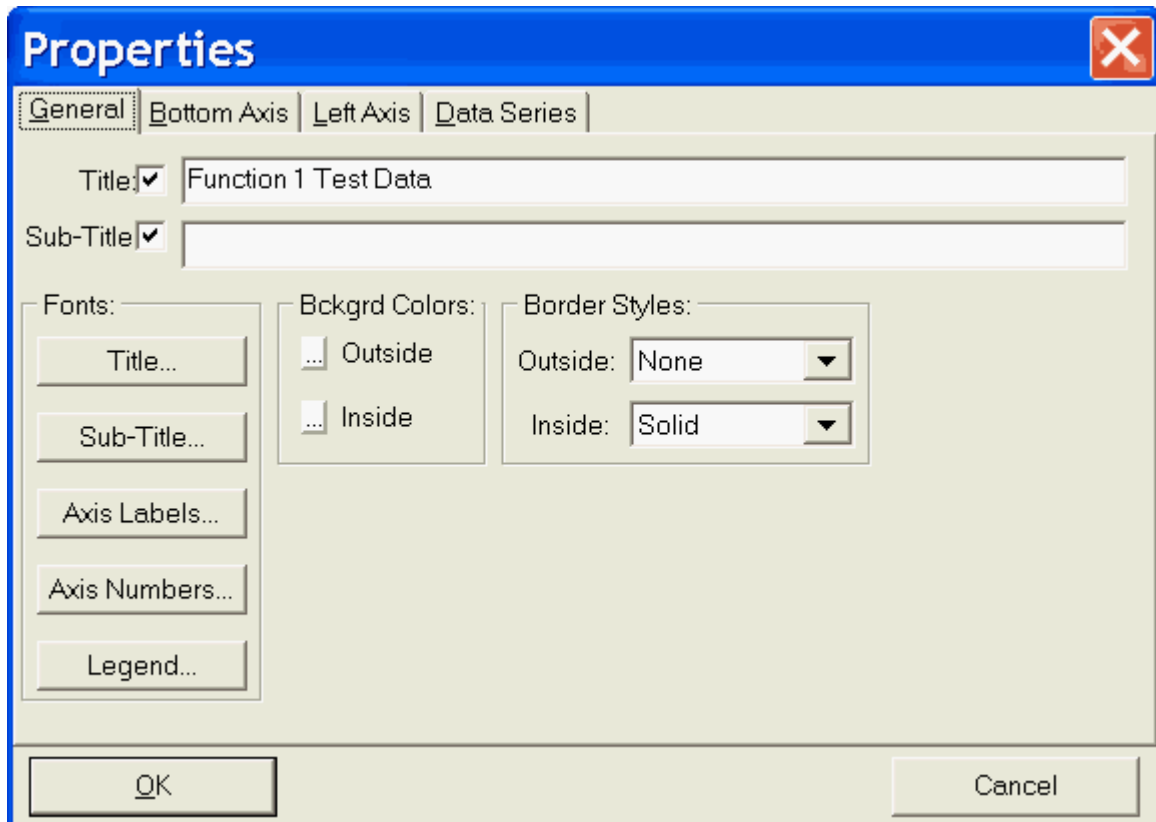 Properties
General Bottom Axis Left Axis Data Series
Title: Function 1 Test Data
Sub-Title
Fonts: Bckgrd Colors: Border Styles:
Title... ... Outside Outside: None
Sub-Title... ... Inside Inside: Solid
Axis Labels...
Axis Numbers...
Legend...
OK Cancel